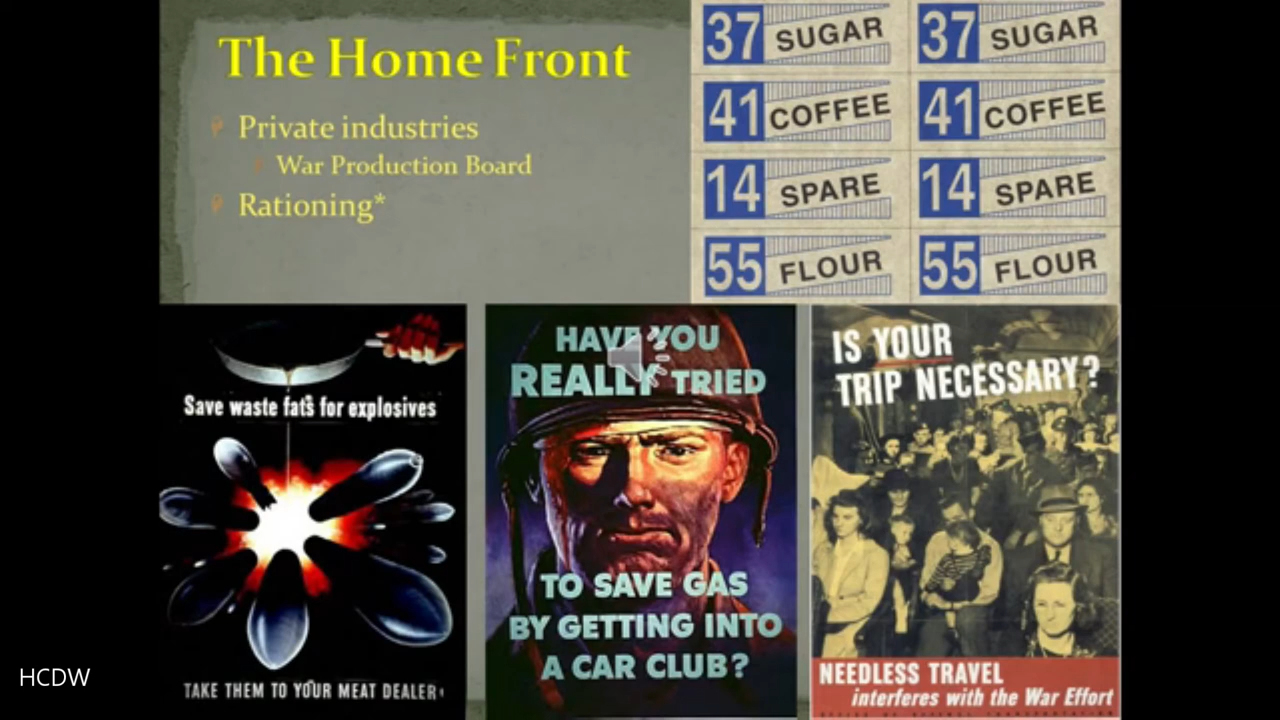 The Home Front
Private industries
War Production Board
Rationing*
37 SUGAR 37 SUGAR
41 COFFEE 41 COFFEE
14 SPARE 14 SPARE
55 FLOUR 55 FLOUR
Save waste fats for explosives
TAKE THEM TO YOUR MEAT DEALER
HAVE YOU
REALLY TRIED
TO SAVE GAS
BY GETTING INTO
A CAR CLUB?
IS YOUR
TRIP NECESSARY?
NEEDLESS TRAVEL
interferes with the War Effort
HCDW